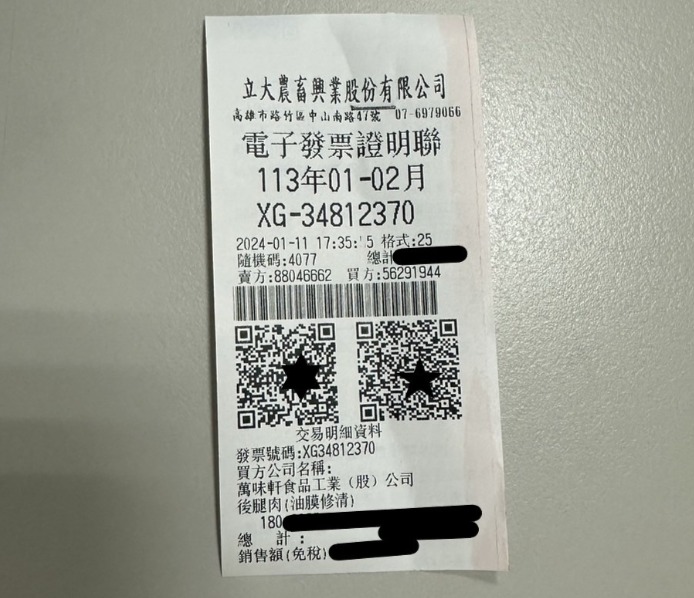 立大農畜興業股份有限公司
高雄市路竹區中山南路47號 07-6979066
電子發票證明聯
113年01-02月
XG-34812370
2024-01-11 17:35: 5 格式:25
隨機碼:4077 總計
賣方:88046662 買方:56291944
交易明細資料
發票號碼:XG34812370
買方公司名稱:
萬味軒食品工業(股)公司
後腿肉(油膜修清)
180
總 計:
銷售額(免稅)